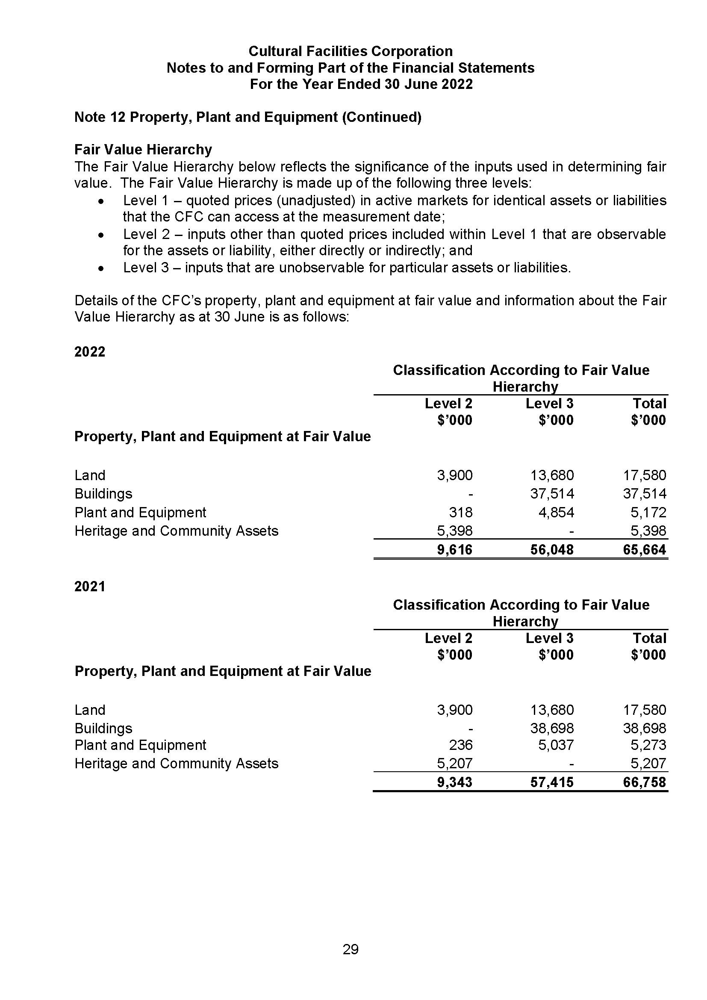 Cultural Facilities Corporation
Notes to and Forming Part of the Financial Statements
For the Year Ended 30 June 2022
Note 12 Property, Plant and Equipment (Continued)
Fair Value Hierarchy
The Fair Value Hierarchy below reflects the significance of the inputs used in determining fair
value.  The Fair Value Hierarchy is made up of the following three levels:
• Level 1 – quoted prices (unadjusted) in active markets for identical assets or liabilities
that the CFC can access at the measurement date;
• Level 2 – inputs other than quoted prices included within Level 1 that are observable
for the assets or liability, either directly or indirectly; and
• Level 3 – inputs that are unobservable for particular assets or liabilities.
Details of the CFC’s property, plant and equipment at fair value and information about the Fair
Value Hierarchy as at 30 June is as follows:
2022
Classification According to Fair Value
Hierarchy
Level 2 Level 3 Total
$’000 $’000 $’000
Property, Plant and Equipment at Fair Value
Land 3,900 13,680 17,580
Buildings - 37,514 37,514
Plant and Equipment 318 4,854 5,172
Heritage and Community Assets 5,398 - 5,398
9,616 56,048 65,664
2021
Classification According to Fair Value
Hierarchy
Level 2 Level 3 Total
$’000 $’000 $’000
Property, Plant and Equipment at Fair Value
Land 3,900 13,680 17,580
Buildings - 38,698 38,698
Plant and Equipment 236 5,037 5,273
Heritage and Community Assets 5,207 - 5,207
9,343 57,415 66,758
29